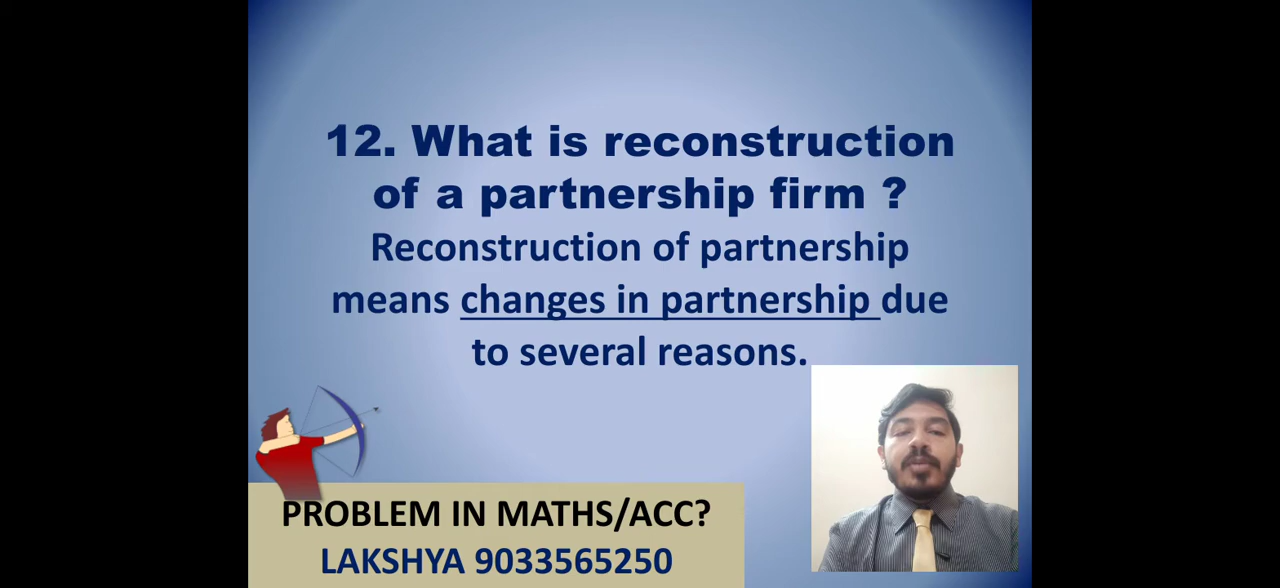 12. What is reconstruction
of a partnership firm ?
Reconstruction of partnership
means changes in partnership due
to several reasons.
PROBLEM IN MATHS/ACC?
LAKSHYA 9033565250